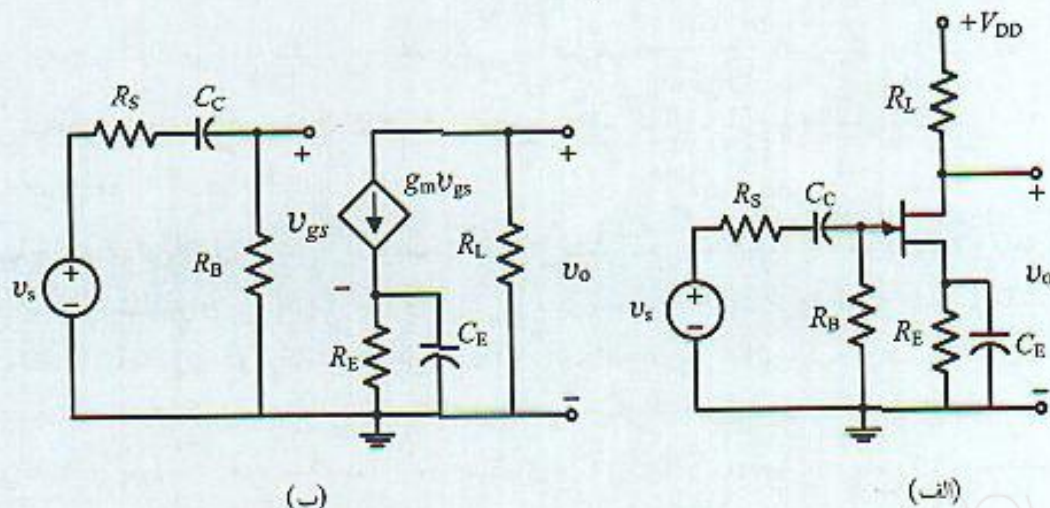 +V_DD
R_L
R_S C_C
+
g_m v_gs
v_gs
R_B
v_s
+
−
−
R_E
C_E
R_L
+
v_o
−
R_S C_C
+
v_s
+
−
R_B
R_E
C_E
v_o
−
(ب)
(الف)